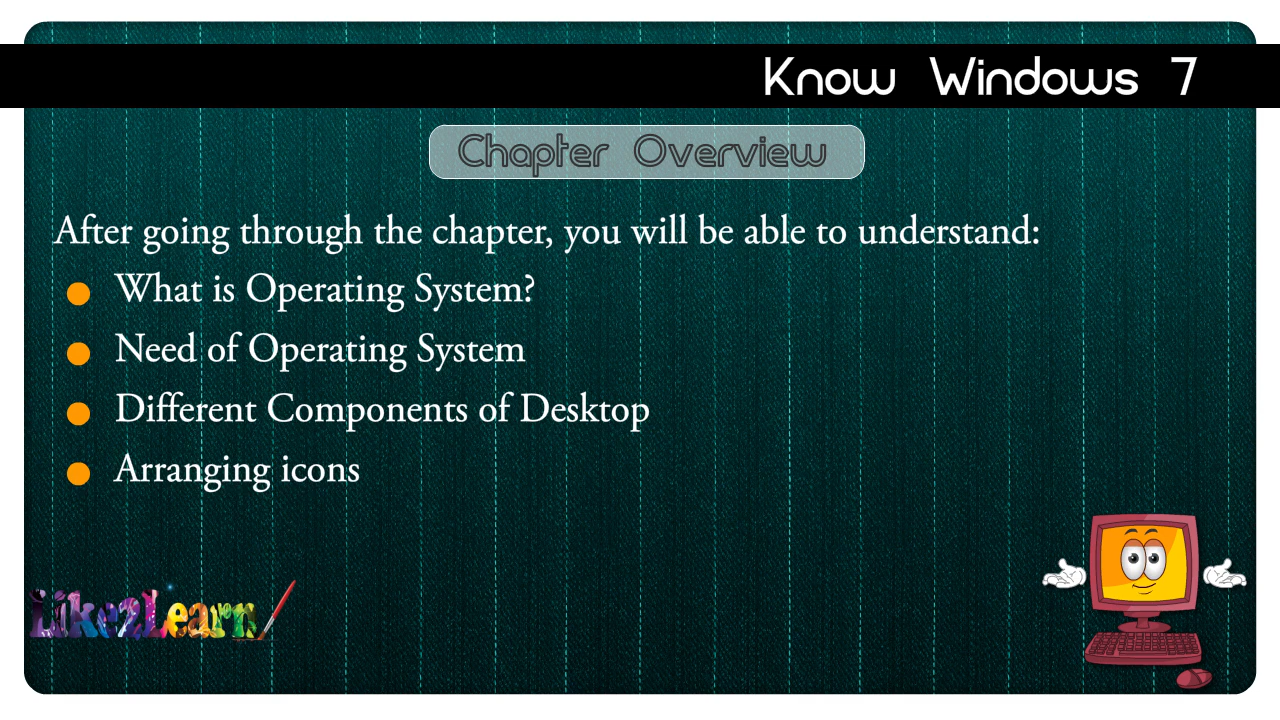 Know Windows 7
Chapter Overview
After going through the chapter, you will be able to understand:
What is Operating System?
Need of Operating System
Different Components of Desktop
Arranging icons
Like2Learn